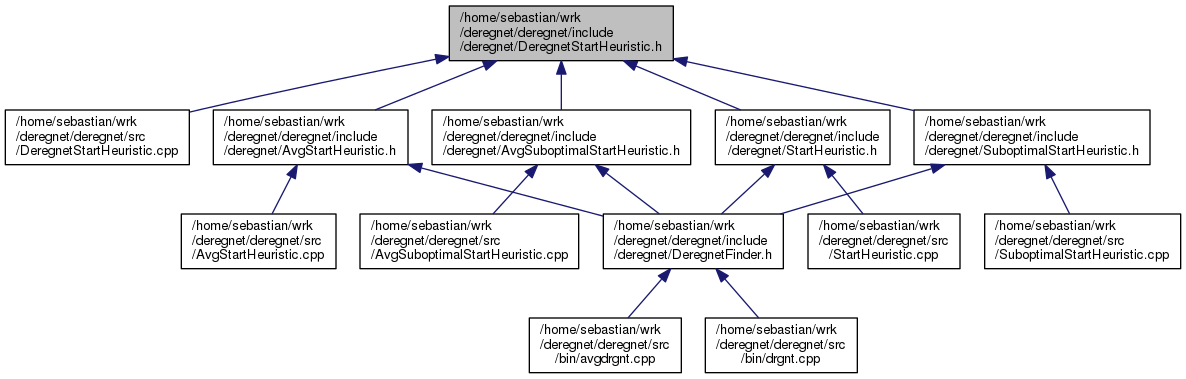 /home/sebastian/wrk
/deregnet/deregnet/include
/deregnet/DeregnetStartHeuristic.h
/home/sebastian/wrk
/deregnet/deregnet/src
/DeregnetStartHeuristic.cpp
/home/sebastian/wrk
/deregnet/deregnet/include
/deregnet/AvgStartHeuristic.h
/home/sebastian/wrk
/deregnet/deregnet/include
/deregnet/AvgSuboptimalStartHeuristic.h
/home/sebastian/wrk
/deregnet/deregnet/include
/deregnet/StartHeuristic.h
/home/sebastian/wrk
/deregnet/deregnet/include
/deregnet/SuboptimalStartHeuristic.h
/home/sebastian/wrk
/deregnet/deregnet/src
/AvgStartHeuristic.cpp
/home/sebastian/wrk
/deregnet/deregnet/src
/AvgSuboptimalStartHeuristic.cpp
/home/sebastian/wrk
/deregnet/deregnet/include
/deregnet/DeregnetFinder.h
/home/sebastian/wrk
/deregnet/deregnet/src
/StartHeuristic.cpp
/home/sebastian/wrk
/deregnet/deregnet/src
/SuboptimalStartHeuristic.cpp
/home/sebastian/wrk
/deregnet/deregnet/src
/bin/avgdrgnt.cpp
/home/sebastian/wrk
/deregnet/deregnet/src
/bin/drgnt.cpp